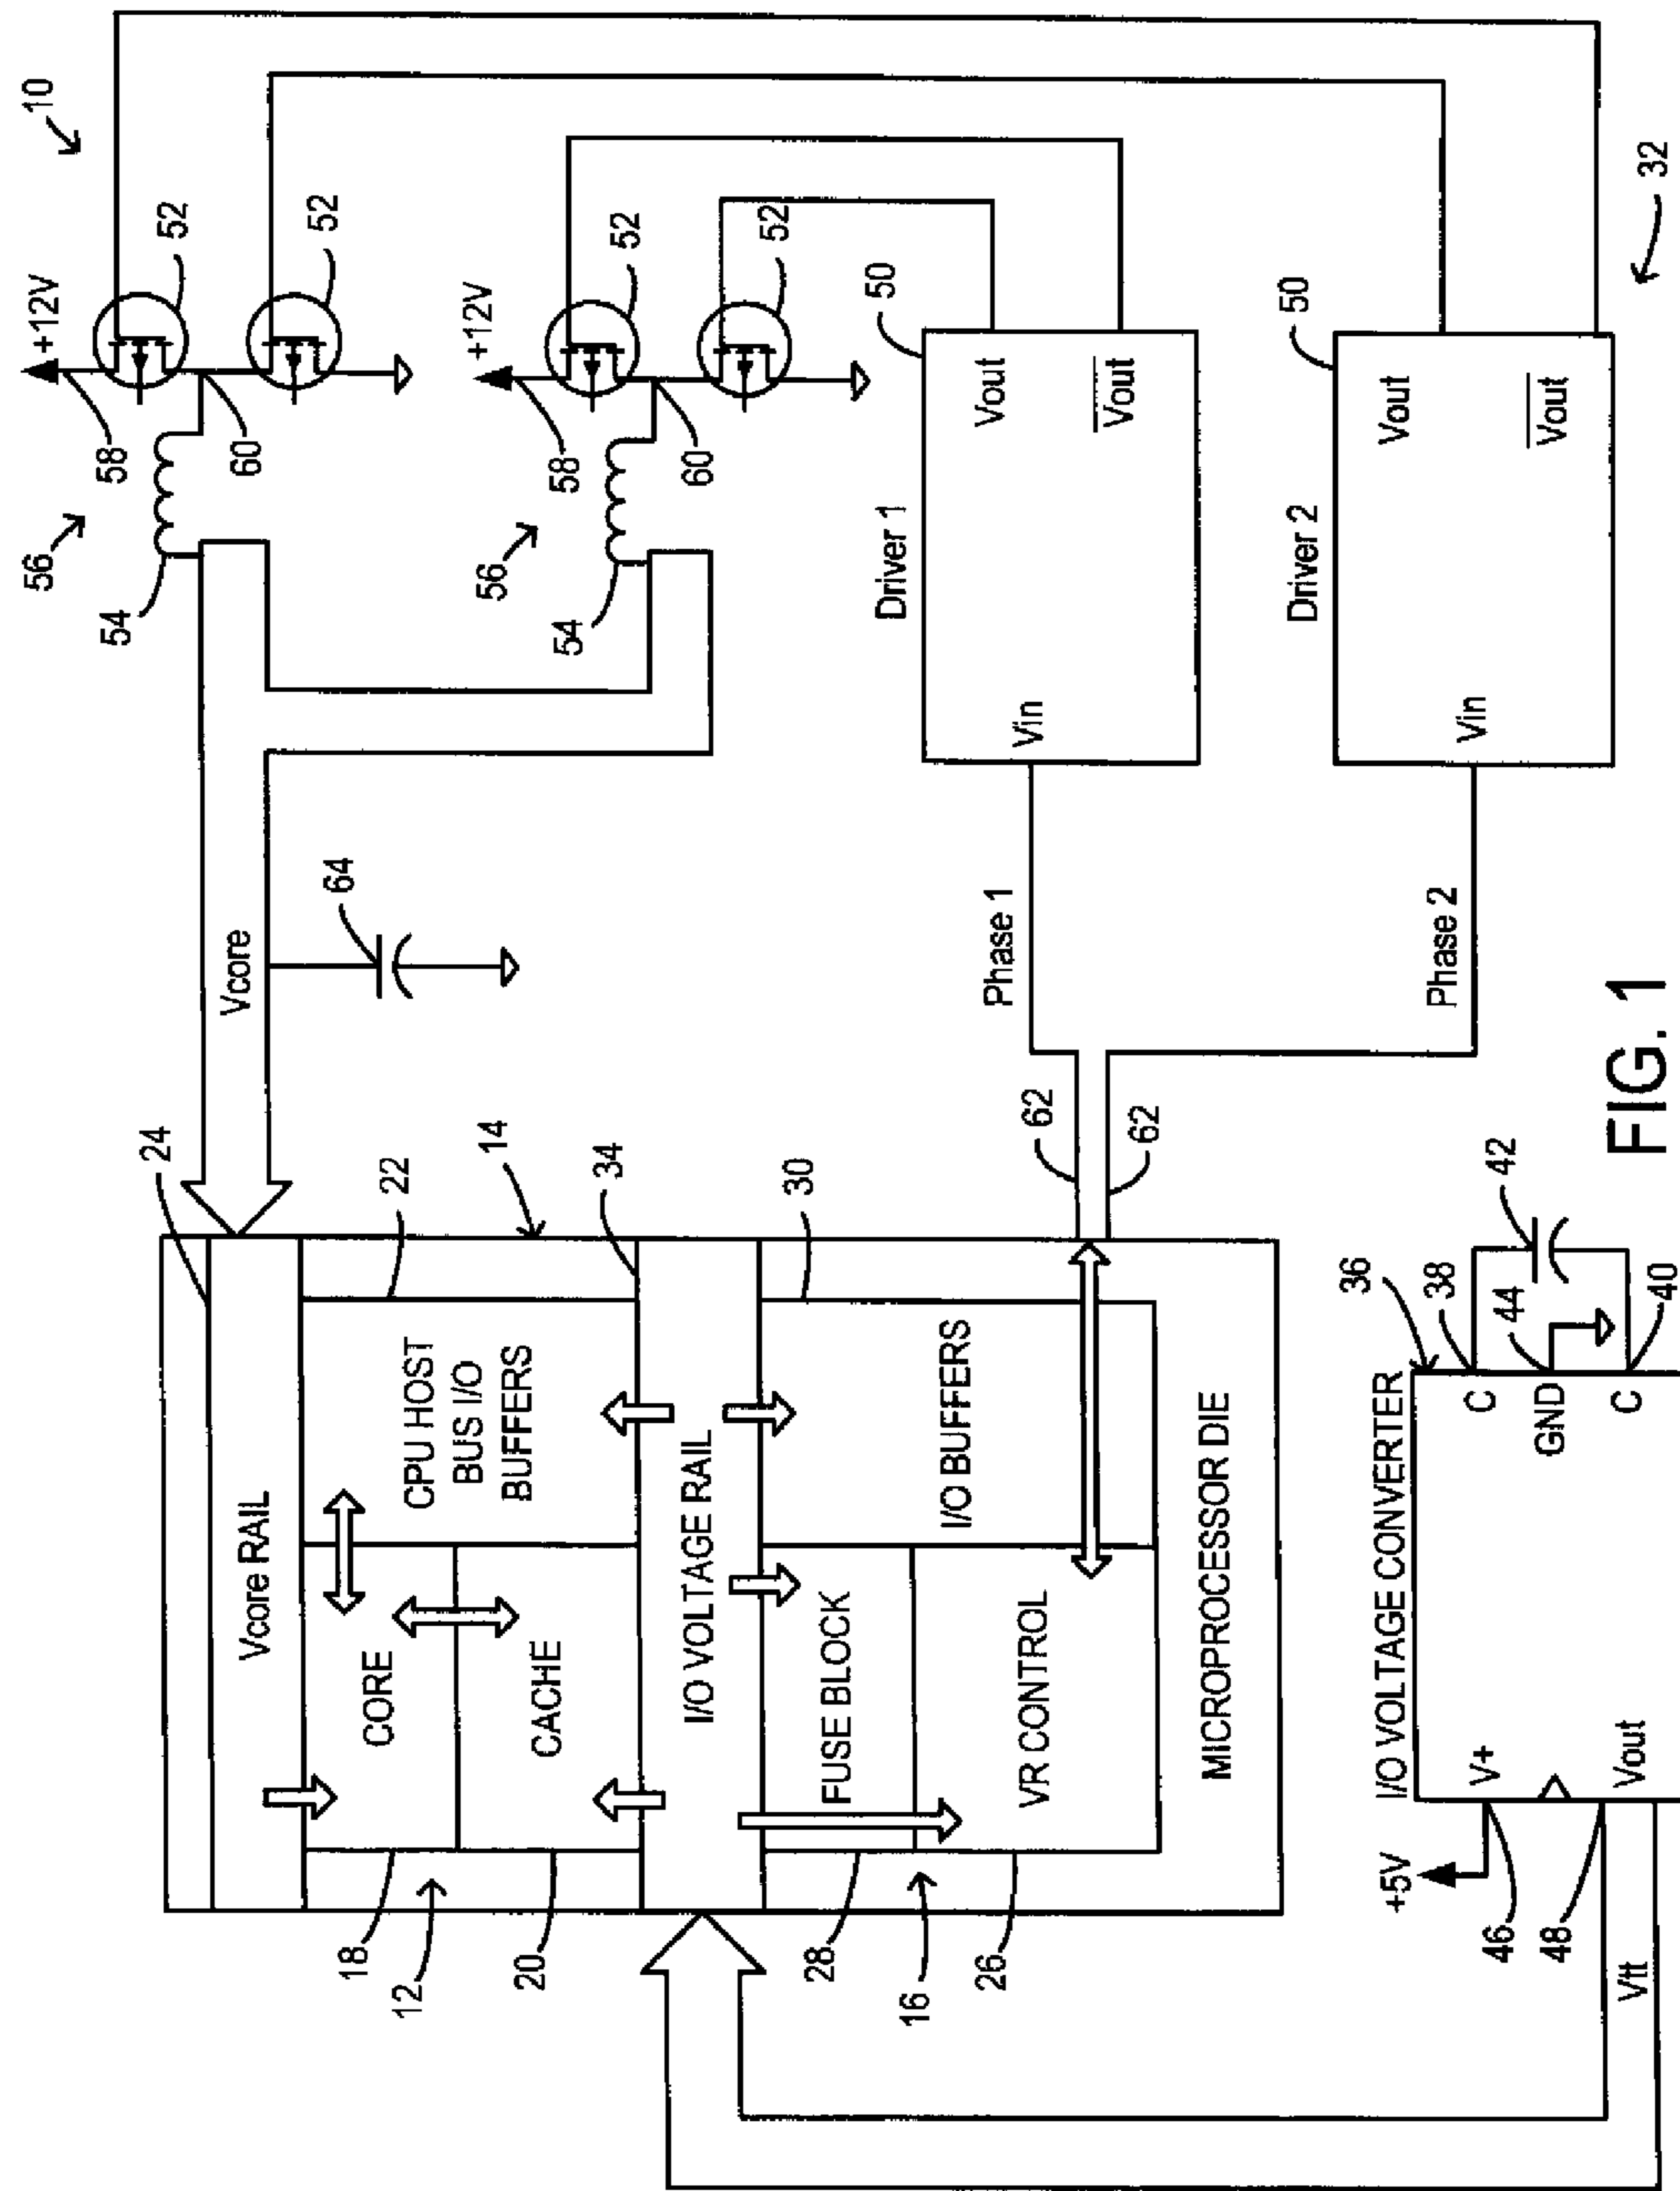 10
+12V
58
52
56
54
60
52
+12V
58
52
56
54
60
52
24
Vcore
64
Vcore RAIL
22
CORE
CPU HOST
BUS I/O
BUFFERS
14
18
12
CACHE
20
34
I/O VOLTAGE RAIL
30
28
FUSE BLOCK
I/O BUFFERS
16
VR CONTROL
26
62
62
MICROPROCESSOR DIE
Phase 1
Phase 2
Driver 1
50
Vin
Vout
Vout
Driver 2
50
Vin
Vout
Vout
32
I/O VOLTAGE CONVERTER
36
+5V
V+
46
48
Vout
Vtt
C
38
GND
44
C
40
42
FIG. 1